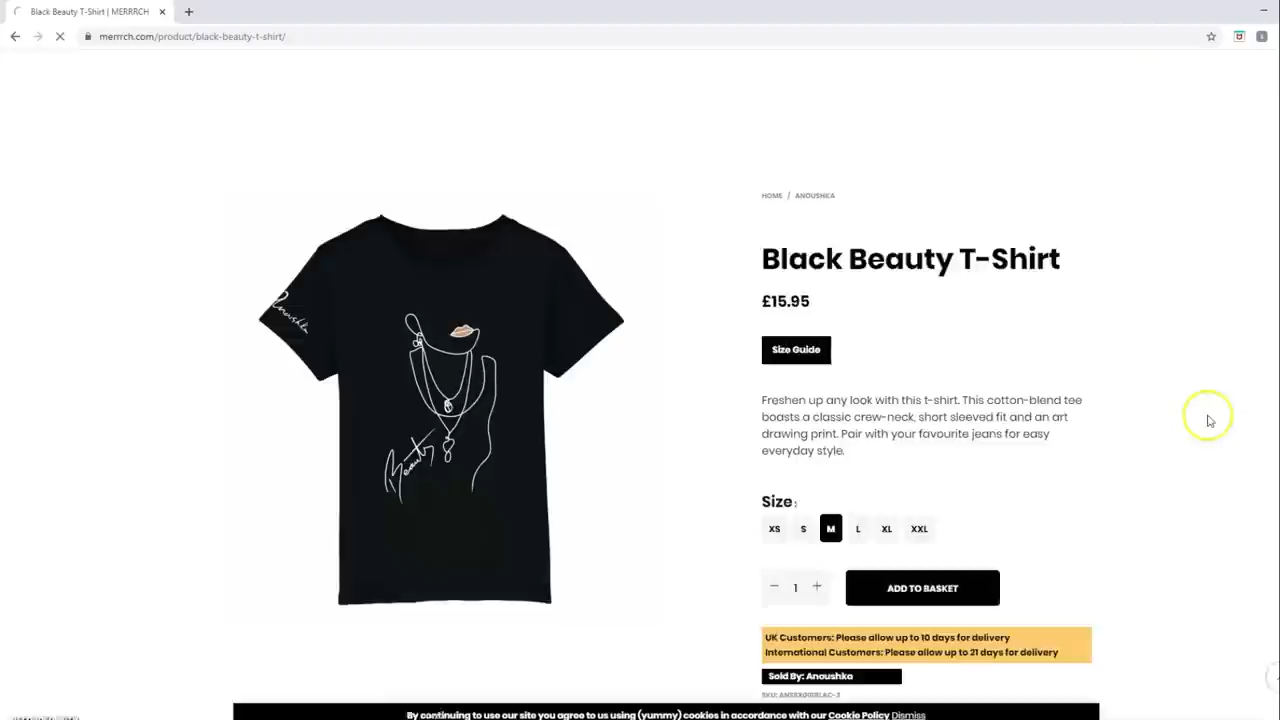 Black Beauty T-Shirt | MERRRCH
merrrch.com/product/black-beauty-t-shirt/
HOME / ANOUSHKA
Black Beauty T-Shirt
£15.95
Size Guide
Freshen up any look with this t-shirt. This cotton-blend tee
boasts a classic crew-neck, short sleeved fit and an art
drawing print. Pair with your favourite jeans for easy
everyday style.
Anoushka
Beauty
Size:
XS S M L XL XXL
− 1 +
ADD TO BASKET
UK Customers: Please allow up to 10 days for delivery
International Customers: Please allow up to 21 days for delivery
Sold By: Anoushka
By continuing to use our site you agree to us using (yummy) cookies in accordance with our Cookie Policy Dismiss